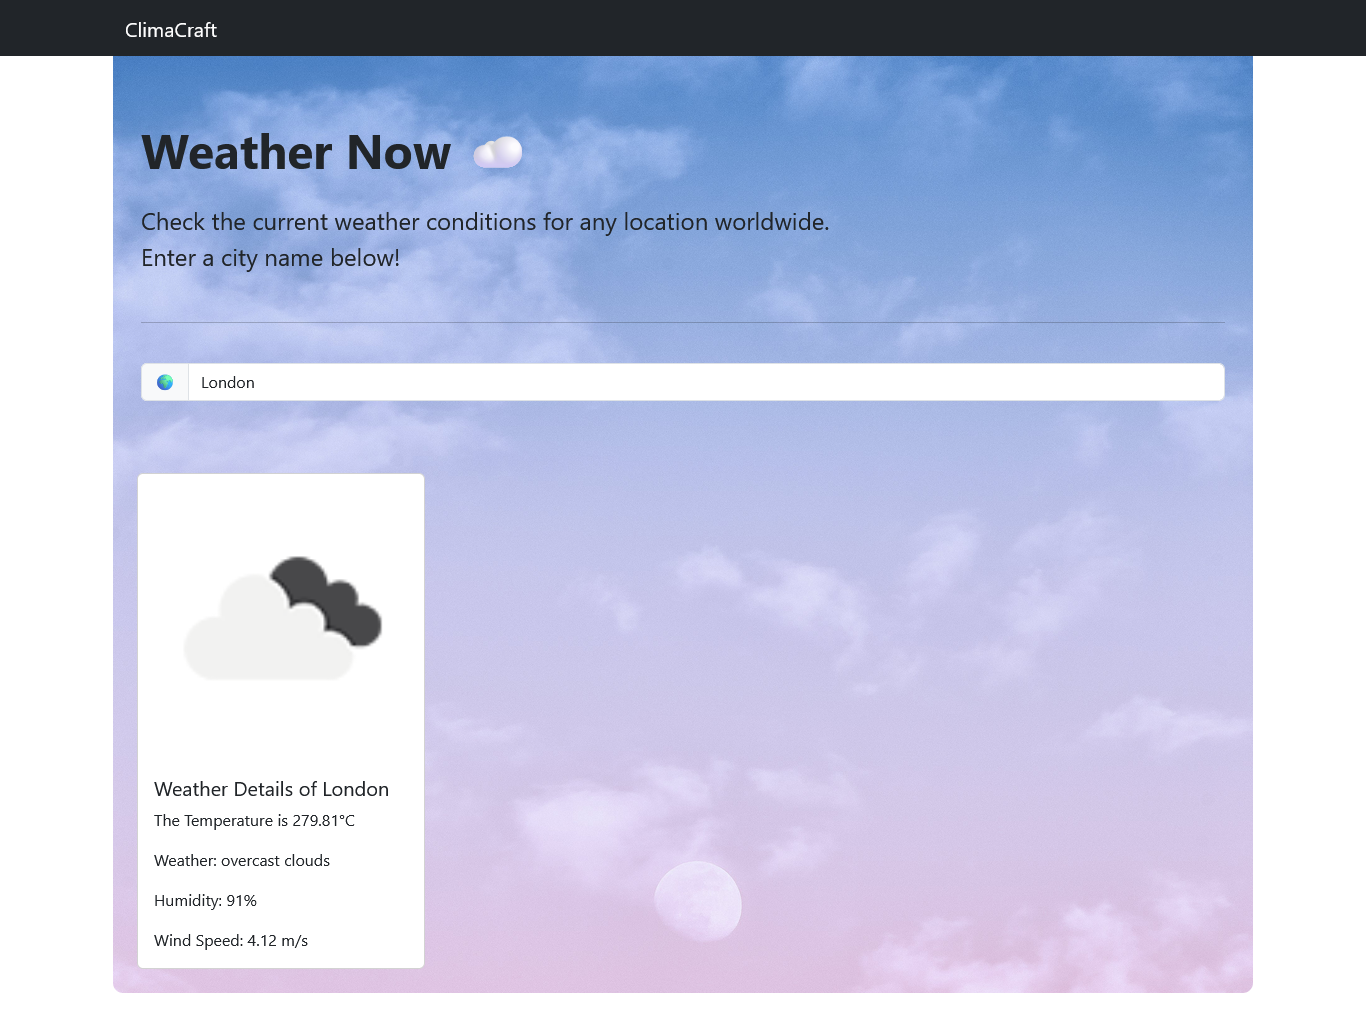 ClimaCraft
Weather Now
Check the current weather conditions for any location worldwide.
Enter a city name below!
London
Weather Details of London
The Temperature is 279.81°C
Weather: overcast clouds
Humidity: 91%
Wind Speed: 4.12 m/s